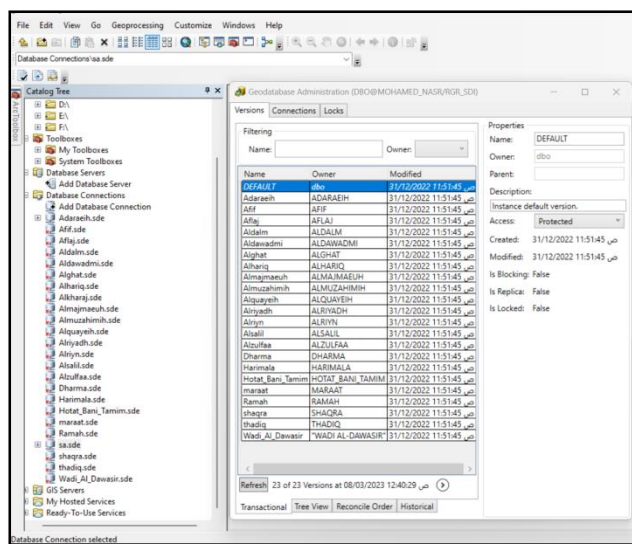 File Edit View Go Geoprocessing Customize Windows Help
Database Connections\sa.sde
ArcToolbox
Catalog Tree
D:\
E:\
F:\
Toolboxes
My Toolboxes
System Toolboxes
Database Servers
Add Database Server
Database Connections
Add Database Connection
Adaraeih.sde
Afif.sde
Aflaj.sde
Aldalm.sde
Aldawadmi.sde
Alghat.sde
Alhariq.sde
Alkharaj.sde
Almajmaeuh.sde
Almuzahimih.sde
Alquayeih.sde
Alriyadh.sde
Alriyn.sde
Alsalil.sde
Alzulfaa.sde
Dharma.sde
Harimala.sde
Hotat_Bani_Tamim.sde
maraat.sde
Ramah.sde
sa.sde
shaqra.sde
thadiq.sde
Wadi_Al_Dawasir.sde
GIS Servers
My Hosted Services
Ready-To-Use Services
Database Connection selected
Geodatabase Administration (DBO@MOHAMED_NASR/RGR_SDI)
Versions Connections Locks
Filtering
Name: Owner:
Name Owner Modified
DEFAULT dbo 31/12/2022 11:51:45 ص
Adaraeih ADARAEIH 31/12/2022 11:51:45 ص
Afif AFIF 31/12/2022 11:51:45 ص
Aflaj AFLAJ 31/12/2022 11:51:45 ص
Aldalm ALDALM 31/12/2022 11:51:45 ص
Aldawadmi ALDAWADMI 31/12/2022 11:51:45 ص
Alghat ALGHAT 31/12/2022 11:51:45 ص
Alhariq ALHARIQ 31/12/2022 11:51:45 ص
Almajmaeuh ALMAJMAEUH 31/12/2022 11:51:45 ص
Almuzahimih ALMUZAHIMIH 31/12/2022 11:51:45 ص
Alquayeih ALQUAYEIH 31/12/2022 11:51:45 ص
Alriyadh ALRIYADH 31/12/2022 11:51:45 ص
Alriyn ALRIYN 31/12/2022 11:51:45 ص
Alsalil ALSALIL 31/12/2022 11:51:45 ص
Alzulfaa ALZULFAA 31/12/2022 11:51:45 ص
Dharma DHARMA 31/12/2022 11:51:45 ص
Harimala HARIMALA 31/12/2022 11:51:45 ص
Hotat_Bani_Tamim HOTAT_BANI_TAMIM 31/12/2022 11:51:45 ص
maraat MARAAT 31/12/2022 11:51:45 ص
Ramah RAMAH 31/12/2022 11:51:45 ص
shaqra SHAQRA 31/12/2022 11:51:45 ص
thadiq THADIQ 31/12/2022 11:51:45 ص
Wadi_Al_Dawasir "WADI AL-DAWASIR" 31/12/2022 11:51:45 ص
Refresh 23 of 23 Versions at 08/03/2023 12:40:29 ص
Transactional Tree View Reconcile Order Historical
Properties
Name: DEFAULT
Owner: dbo
Parent:
Description:
Instance default version.
Access: Protected
Created: 31/12/2022 11:51:45 ص
Modified: 31/12/2022 11:51:45 ص
Is Blocking: False
Is Replica: False
Is Locked: False